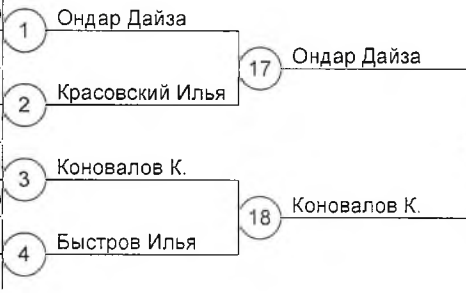 1 Ондар Дайза
17 Ондар Дайза
2 Красовский Илья
3 Коновалов К.
18 Коновалов К.
4 Быстров Илья